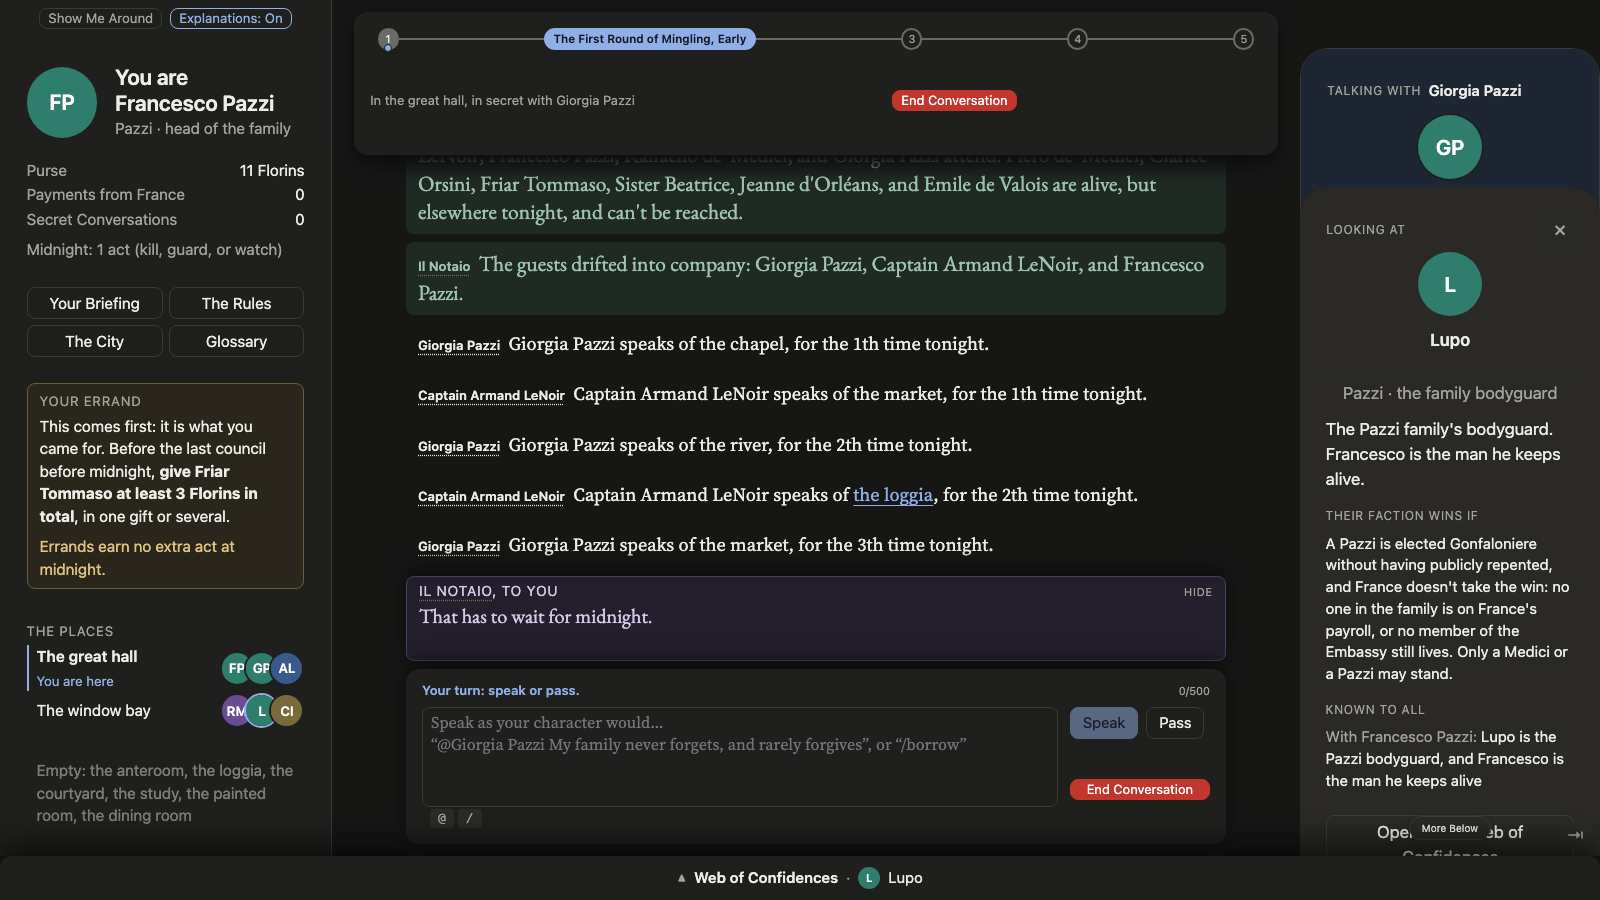 Show Me Around
Explanations: On
FP
You are
Francesco Pazzi
Pazzi · head of the family
Purse 11 Florins
Payments from France 0
Secret Conversations 0
Midnight: 1 act (kill, guard, or watch)
Your Briefing
The Rules
The City
Glossary
YOUR ERRAND
This comes first: it is what you
came for. Before the last council
before midnight, give Friar
Tommaso at least 3 Florins in
total, in one gift or several.
Errands earn no extra act at
midnight.
THE PLACES
The great hall
You are here
FP GP AL
The window bay
RM L CI
Empty: the anteroom, the loggia, the
courtyard, the study, the painted
room, the dining room
1 The First Round of Mingling, Early 3 4 5
In the great hall, in secret with Giorgia Pazzi
End Conversation
LeNoir, Francesco Pazzi, Raffaello de' Medici, and Giorgia Pazzi attend. Piero de' Medici, Clarice
Orsini, Friar Tommaso, Sister Beatrice, Jeanne d'Orléans, and Emile de Valois are alive, but
elsewhere tonight, and can't be reached.
Il Notaio The guests drifted into company: Giorgia Pazzi, Captain Armand LeNoir, and Francesco
Pazzi.
Giorgia Pazzi Giorgia Pazzi speaks of the chapel, for the 1th time tonight.
Captain Armand LeNoir Captain Armand LeNoir speaks of the market, for the 1th time tonight.
Giorgia Pazzi Giorgia Pazzi speaks of the river, for the 2th time tonight.
Captain Armand LeNoir Captain Armand LeNoir speaks of the loggia, for the 2th time tonight.
Giorgia Pazzi Giorgia Pazzi speaks of the market, for the 3th time tonight.
IL NOTAIO, TO YOU
HIDE
That has to wait for midnight.
Your turn: speak or pass.
0/500
Speak as your character would...
“@Giorgia Pazzi My family never forgets, and rarely forgives”, or “/borrow”
Speak
Pass
End Conversation
@ /
TALKING WITH Giorgia Pazzi
GP
LOOKING AT
×
L
Lupo
Pazzi · the family bodyguard
The Pazzi family's bodyguard.
Francesco is the man he keeps
alive.
THEIR FACTION WINS IF
A Pazzi is elected Gonfaloniere
without having publicly repented,
and France doesn't take the win: no
one in the family is on France's
payroll, or no member of the
Embassy still lives. Only a Medici or
a Pazzi may stand.
KNOWN TO ALL
With Francesco Pazzi: Lupo is the
Pazzi bodyguard, and Francesco is
the man he keeps alive
More Below
Web of Confidences · L Lupo